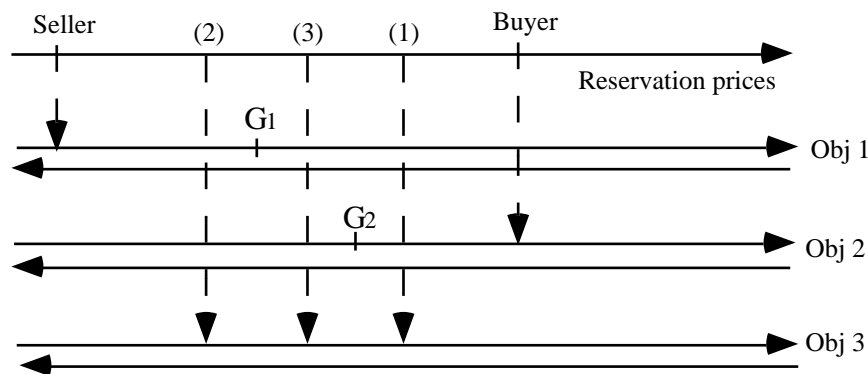 Seller (2) (3) (1) Buyer
Reservation prices
G1
Obj 1
G2
Obj 2
Obj 3